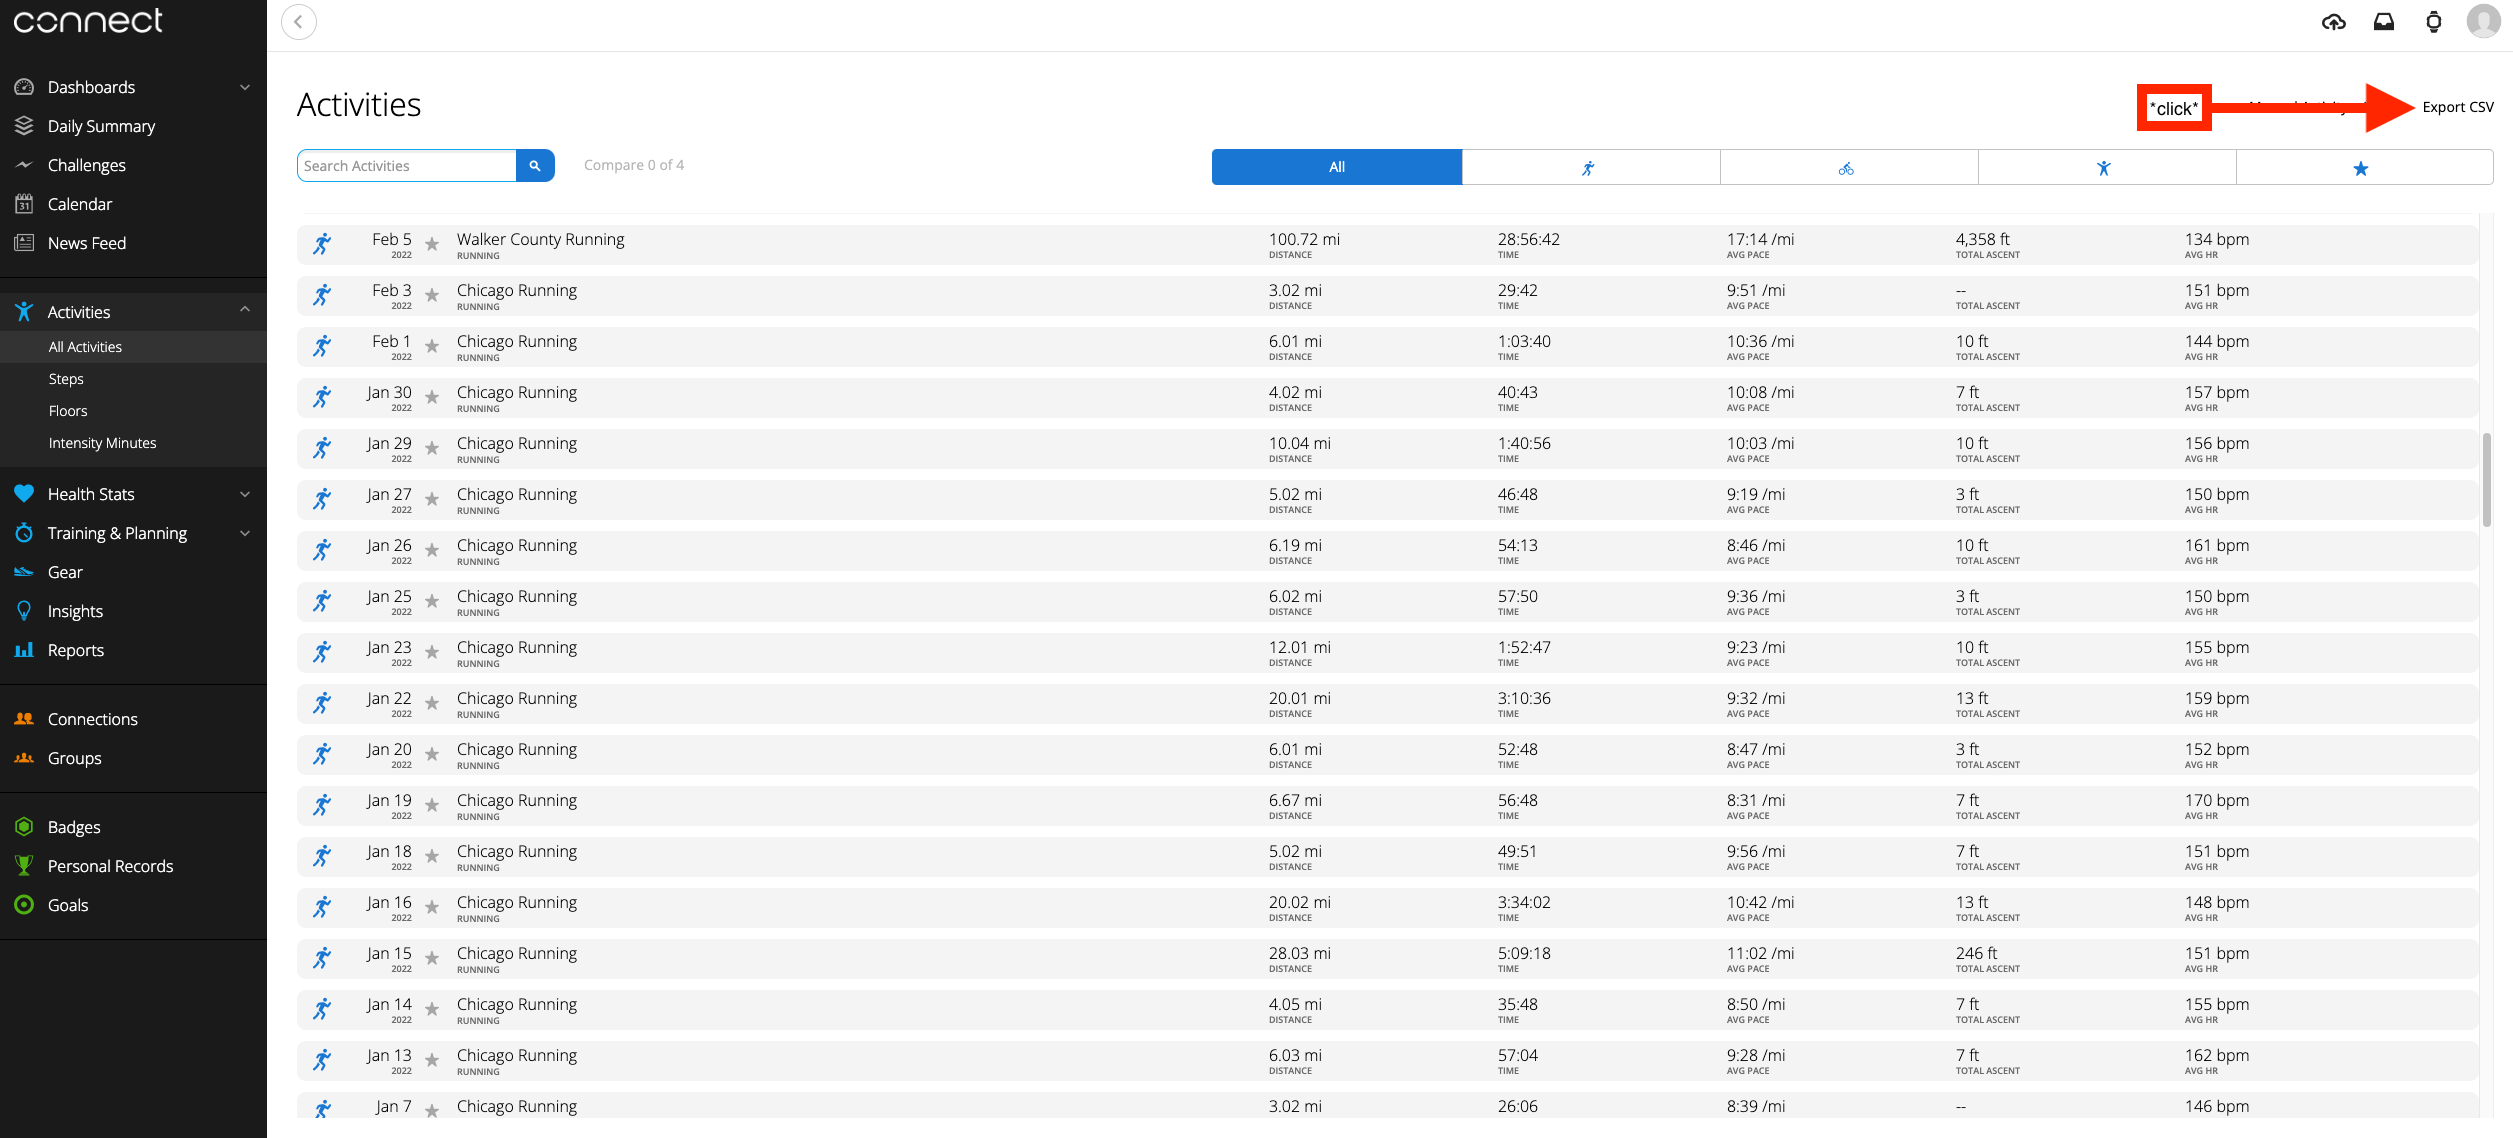 connect
Dashboards
Daily Summary
Challenges
31
Calendar
News Feed
Activities
All Activities
Steps
Floors
Intensity Minutes
Health Stats
Training & Planning
Gear
Insights
Reports
Connections
Groups
Badges
Personal Records
Goals
Activities
*click*
Export CSV
Search Activities
Compare 0 of 4
All
Feb 5 Walker County Running 100.72 mi 28:56:42 17:14 /mi 4,358 ft 134 bpm
2022 RUNNING DISTANCE TIME AVG PACE TOTAL ASCENT AVG HR
Feb 3 Chicago Running 3.02 mi 29:42 9:51 /mi -- 151 bpm
2022 RUNNING DISTANCE TIME AVG PACE TOTAL ASCENT AVG HR
Feb 1 Chicago Running 6.01 mi 1:03:40 10:36 /mi 10 ft 144 bpm
2022 RUNNING DISTANCE TIME AVG PACE TOTAL ASCENT AVG HR
Jan 30 Chicago Running 4.02 mi 40:43 10:08 /mi 7 ft 157 bpm
2022 RUNNING DISTANCE TIME AVG PACE TOTAL ASCENT AVG HR
Jan 29 Chicago Running 10.04 mi 1:40:56 10:03 /mi 10 ft 156 bpm
2022 RUNNING DISTANCE TIME AVG PACE TOTAL ASCENT AVG HR
Jan 27 Chicago Running 5.02 mi 46:48 9:19 /mi 3 ft 150 bpm
2022 RUNNING DISTANCE TIME AVG PACE TOTAL ASCENT AVG HR
Jan 26 Chicago Running 6.19 mi 54:13 8:46 /mi 10 ft 161 bpm
2022 RUNNING DISTANCE TIME AVG PACE TOTAL ASCENT AVG HR
Jan 25 Chicago Running 6.02 mi 57:50 9:36 /mi 3 ft 150 bpm
2022 RUNNING DISTANCE TIME AVG PACE TOTAL ASCENT AVG HR
Jan 23 Chicago Running 12.01 mi 1:52:47 9:23 /mi 10 ft 155 bpm
2022 RUNNING DISTANCE TIME AVG PACE TOTAL ASCENT AVG HR
Jan 22 Chicago Running 20.01 mi 3:10:36 9:32 /mi 13 ft 159 bpm
2022 RUNNING DISTANCE TIME AVG PACE TOTAL ASCENT AVG HR
Jan 20 Chicago Running 6.01 mi 52:48 8:47 /mi 3 ft 152 bpm
2022 RUNNING DISTANCE TIME AVG PACE TOTAL ASCENT AVG HR
Jan 19 Chicago Running 6.67 mi 56:48 8:31 /mi 7 ft 170 bpm
2022 RUNNING DISTANCE TIME AVG PACE TOTAL ASCENT AVG HR
Jan 18 Chicago Running 5.02 mi 49:51 9:56 /mi 7 ft 151 bpm
2022 RUNNING DISTANCE TIME AVG PACE TOTAL ASCENT AVG HR
Jan 16 Chicago Running 20.02 mi 3:34:02 10:42 /mi 13 ft 148 bpm
2022 RUNNING DISTANCE TIME AVG PACE TOTAL ASCENT AVG HR
Jan 15 Chicago Running 28.03 mi 5:09:18 11:02 /mi 246 ft 151 bpm
2022 RUNNING DISTANCE TIME AVG PACE TOTAL ASCENT AVG HR
Jan 14 Chicago Running 4.05 mi 35:48 8:50 /mi 7 ft 155 bpm
2022 RUNNING DISTANCE TIME AVG PACE TOTAL ASCENT AVG HR
Jan 13 Chicago Running 6.03 mi 57:04 9:28 /mi 7 ft 162 bpm
2022 RUNNING DISTANCE TIME AVG PACE TOTAL ASCENT AVG HR
Jan 7 Chicago Running 3.02 mi 26:06 8:39 /mi -- 146 bpm